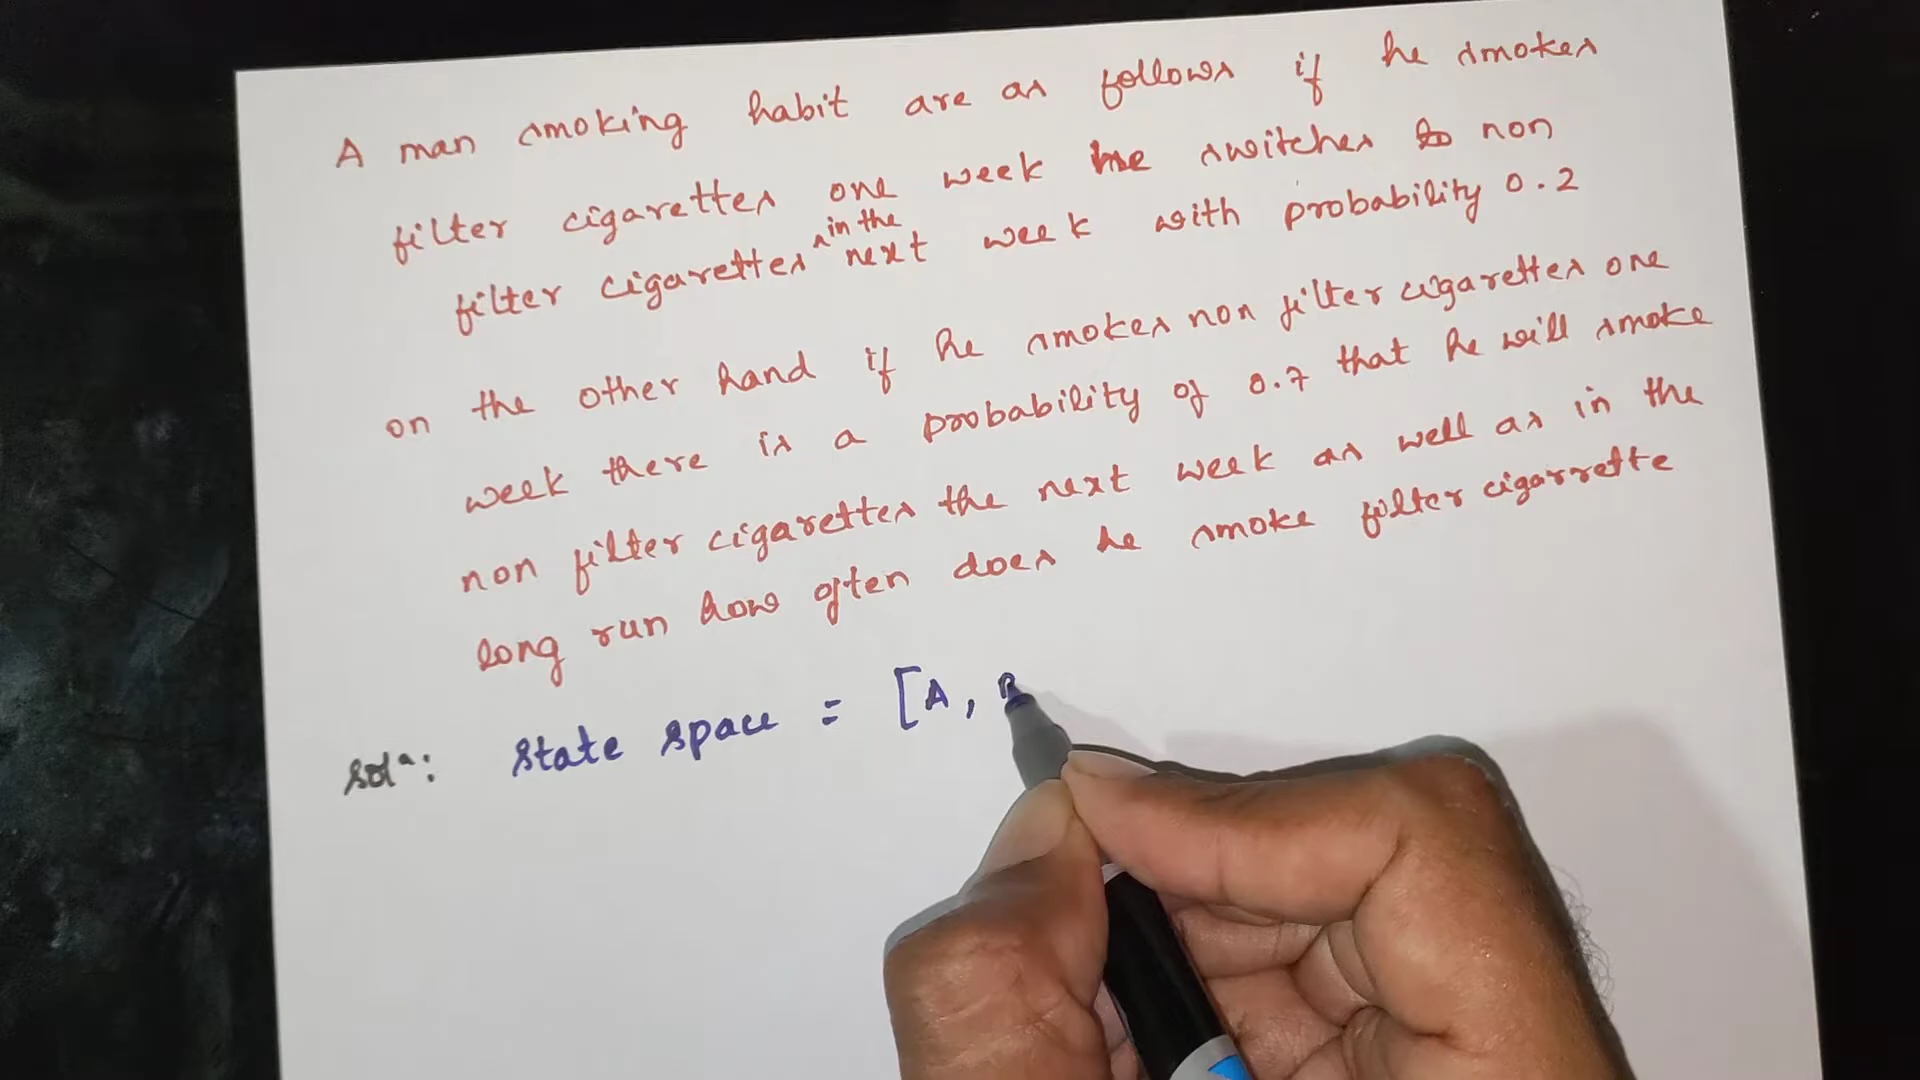 A man smoking habit are as follows if he smokes
filter cigarettes one week he switches to non
filter cigarettes ^ in the next week with probability 0.2
on the other hand if he smokes non filter cigarettes one
week there is a probability of 0.7 that he will smoke
non filter cigarettes the next week as well as in the
long run how often does he smoke filter cigarrette
Solⁿ: State space = [A, B